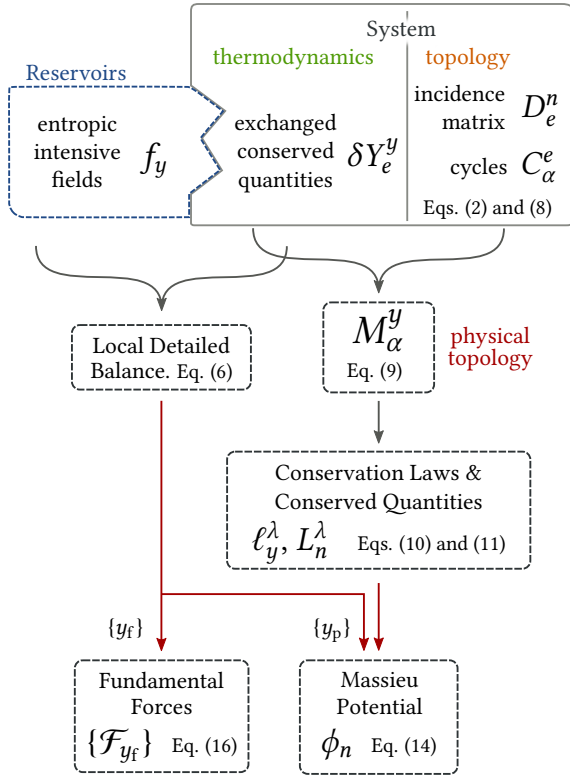 System
thermodynamics
topology
Reservoirs
entropic
intensive
fields
f_y
exchanged
conserved
quantities
δY_e^y
incidence
matrix
D_e^n
cycles
C_α^e
Eqs. (2) and (8)
Local Detailed
Balance. Eq. (6)
M_α^y
Eq. (9)
physical
topology
Conservation Laws &
Conserved Quantities
ℓ_y^λ, L_n^λ Eqs. (10) and (11)
{y_f}
{y_p}
Fundamental
Forces
{ℱ_{y_f}} Eq. (16)
Massieu
Potential
ϕ_n Eq. (14)